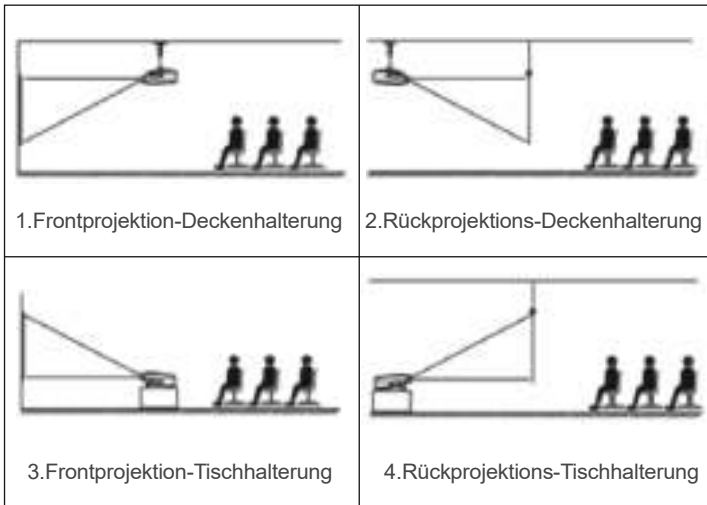 1.Frontprojektion-Deckenhalterung
2.Rückprojektions-Deckenhalterung
3.Frontprojektion-Tischhalterung
4.Rückprojektions-Tischhalterung